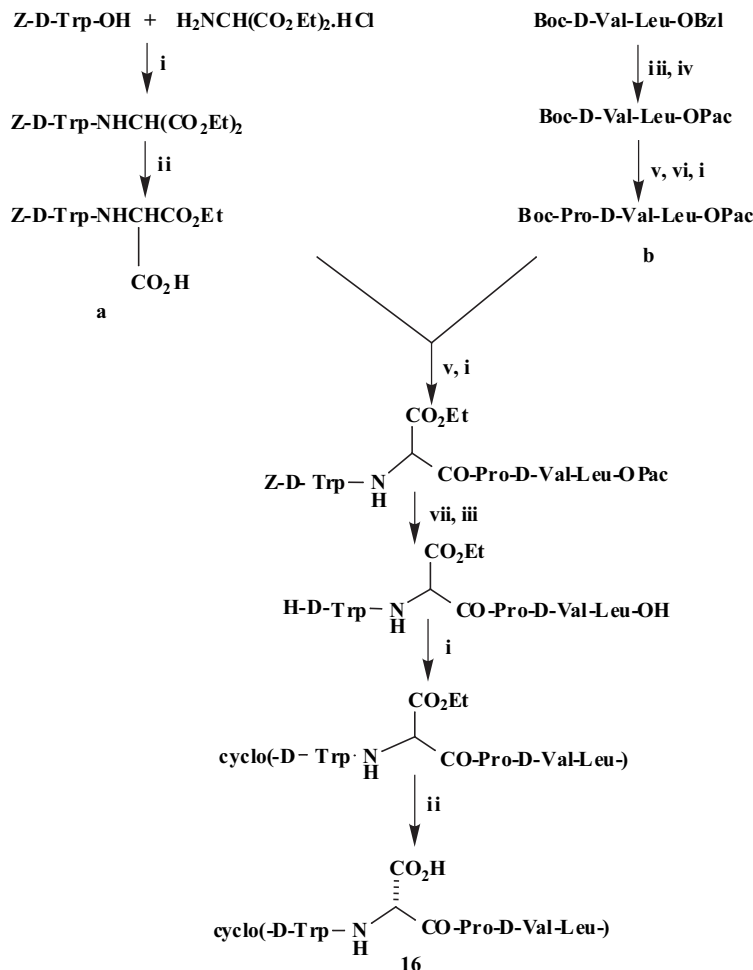 Z-D-Trp-OH + H2NCH(CO2Et)2.HCl
i
Z-D-Trp-NHCH(CO2Et)2
ii
Z-D-Trp-NHCHCO2Et
CO2H
a
Boc-D-Val-Leu-OBzl
iii, iv
Boc-D-Val-Leu-OPac
v, vi, i
Boc-Pro-D-Val-Leu-OPac
b
v, i
CO2Et
Z-D- Trp-N H CO-Pro-D-Val-Leu-OPac
vii, iii
CO2Et
H-D-Trp-N H CO-Pro-D-Val-Leu-OH
i
CO2Et
cyclo(-D- Trp N H CO-Pro-D-Val-Leu-)
ii
CO2H
cyclo(-D-Trp-N H CO-Pro-D-Val-Leu-)
16